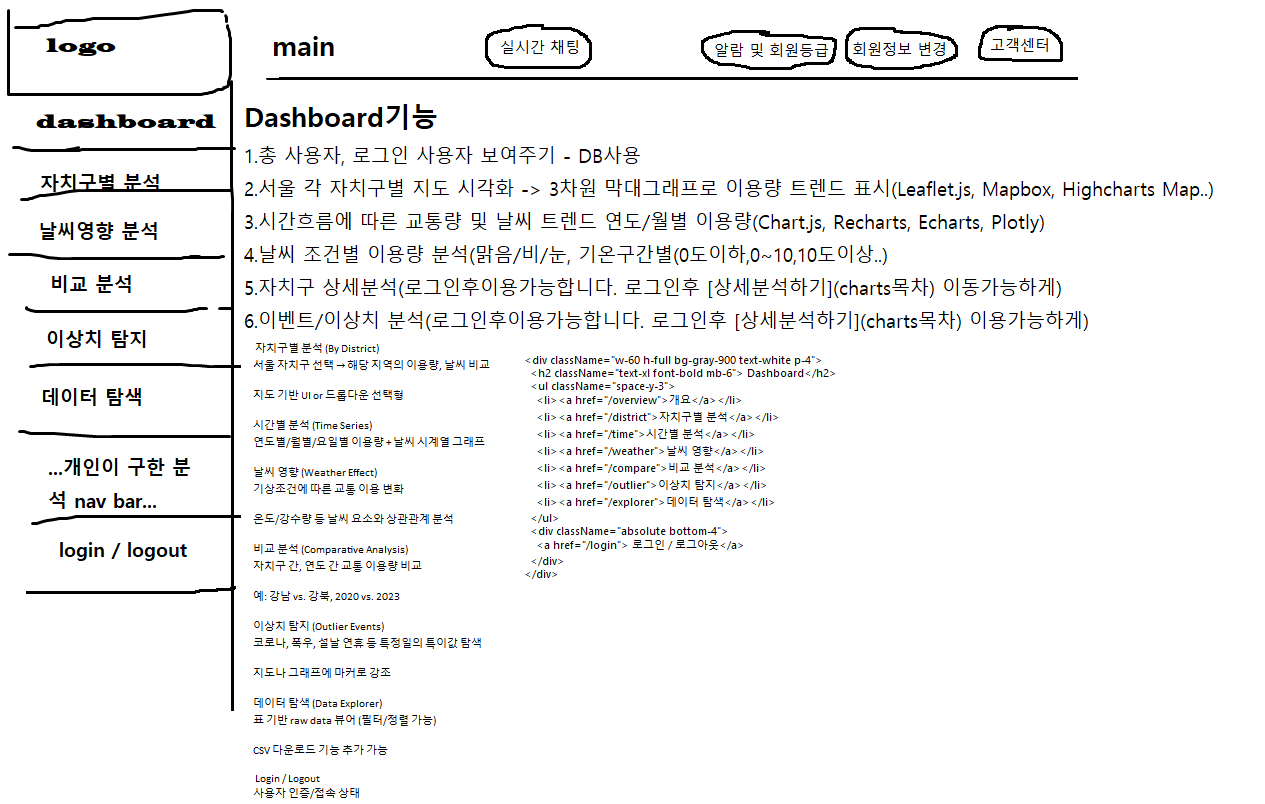 logo
main
실시간 채팅
알람 및 회원등급
회원정보 변경
고객센터
dashboard
자치구별 분석
날씨영향 분석
비교 분석
이상치 탐지
데이터 탐색
...개인이 구한 분
석 nav bar...
login / logout
Dashboard기능
1.총 사용자, 로그인 사용자 보여주기 - DB사용
2.서울 각 자치구별 지도 시각화 -> 3차원 막대그래프로 이용량 트렌드 표시(Leaflet.js, Mapbox, Highcharts Map..)
3.시간흐름에 따른 교통량 및 날씨 트렌드 연도/월별 이용량(Chart.js, Recharts, Echarts, Plotly)
4.날씨 조건별 이용량 분석(맑음/비/눈, 기온구간별(0도이하,0~10,10도이상..)
5.자치구 상세분석(로그인후이용가능합니다. 로그인후 [상세분석하기](charts목차) 이동가능하게)
6.이벤트/이상치 분석(로그인후이용가능합니다. 로그인후 [상세분석하기](charts목차) 이용가능하게)
자치구별 분석 (By District)
서울 자치구 선택 → 해당 지역의 이용량, 날씨 비교
지도 기반 UI or 드롭다운 선택형
시간별 분석 (Time Series)
연도별/월별/요일별 이용량 + 날씨 시계열 그래프
날씨 영향 (Weather Effect)
기상조건에 따른 교통 이용 변화
온도/강수량 등 날씨 요소와 상관관계 분석
비교 분석 (Comparative Analysis)
자치구 간, 연도 간 교통 이용량 비교
예: 강남 vs. 강북, 2020 vs. 2023
이상치 탐지 (Outlier Events)
코로나, 폭우, 설날 연휴 등 특정일의 특이값 탐색
지도나 그래프에 마커로 강조
데이터 탐색 (Data Explorer)
표 기반 raw data 뷰어 (필터/정렬 가능)
CSV 다운로드 기능 추가 가능
Login / Logout
사용자 인증/접속 상태
<div className="w-60 h-full bg-gray-900 text-white p-4">
<h2 className="text-xl font-bold mb-6"> Dashboard</h2>
<ul className="space-y-3">
<li><a href="/overview">개요</a></li>
<li><a href="/district">자치구별 분석</a></li>
<li><a href="/time">시간별 분석</a></li>
<li><a href="/weather">날씨 영향</a></li>
<li><a href="/compare">비교 분석</a></li>
<li><a href="/outlier">이상치 탐지</a></li>
<li><a href="/explorer">데이터 탐색</a></li>
</ul>
<div className="absolute bottom-4">
<a href="/login"> 로그인 / 로그아웃</a>
</div>
</div>